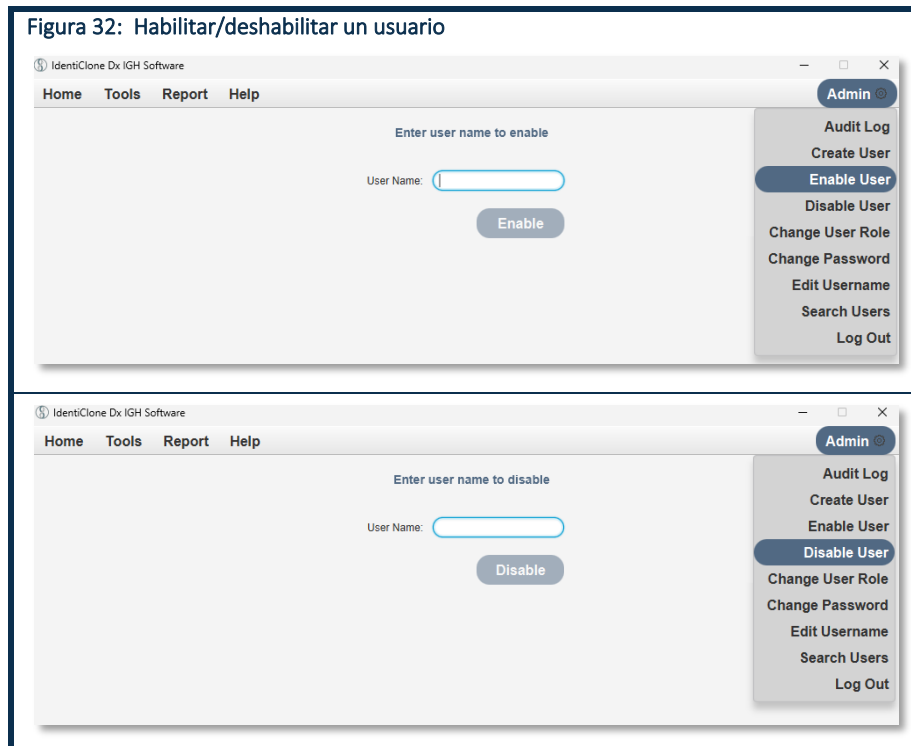 Figura 32: Habilitar/deshabilitar un usuario
IdentiClone Dx IGH Software
Home Tools Report Help Admin
Enter user name to enable
User Name:
Enable
Audit Log
Create User
Enable User
Disable User
Change User Role
Change Password
Edit Username
Search Users
Log Out
IdentiClone Dx IGH Software
Home Tools Report Help Admin
Enter user name to disable
User Name:
Disable
Audit Log
Create User
Enable User
Disable User
Change User Role
Change Password
Edit Username
Search Users
Log Out